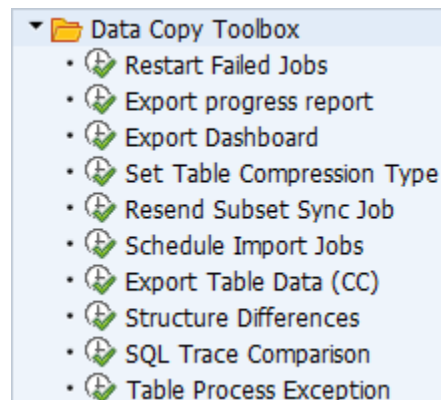 Data Copy Toolbox
Restart Failed Jobs
Export progress report
Export Dashboard
Set Table Compression Type
Resend Subset Sync Job
Schedule Import Jobs
Export Table Data (CC)
Structure Differences
SQL Trace Comparison
Table Process Exception